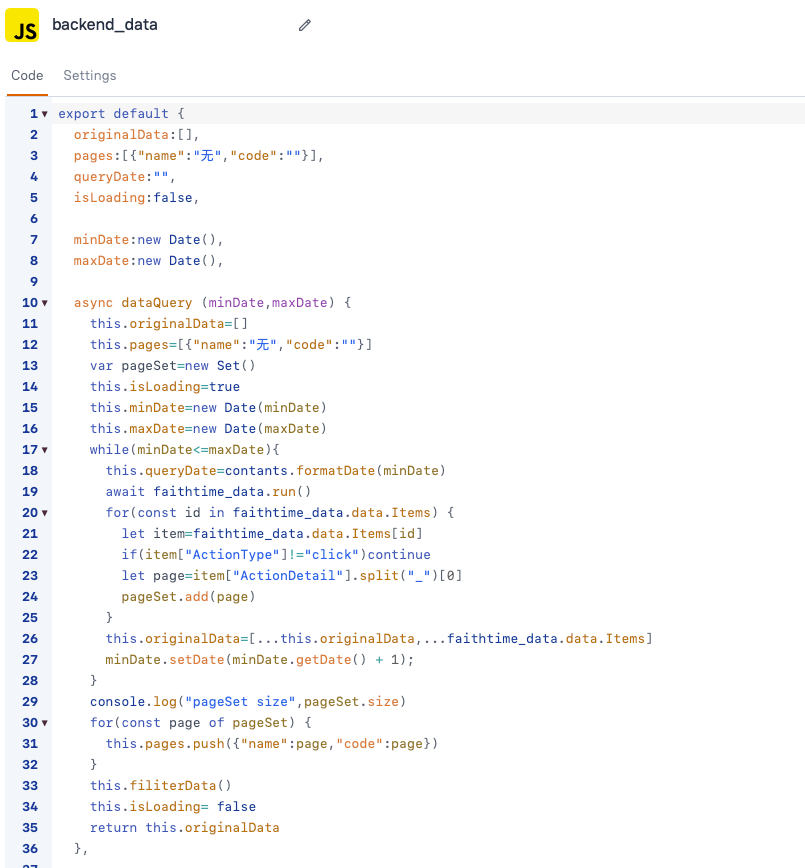 JS backend_data
Code Settings
1 export default {
2 originalData:[],
3 pages:[{"name":"无","code":""}],
4 queryDate:"",
5 isLoading:false,
6
7 minDate:new Date(),
8 maxDate:new Date(),
9
10 async dataQuery (minDate,maxDate) {
11 this.originalData=[]
12 this.pages=[{"name":"无","code":""}]
13 var pageSet=new Set()
14 this.isLoading=true
15 this.minDate=new Date(minDate)
16 this.maxDate=new Date(maxDate)
17 while(minDate<=maxDate){
18 this.queryDate=contants.formatDate(minDate)
19 await faithtime_data.run()
20 for(const id in faithtime_data.data.Items) {
21 let item=faithtime_data.data.Items[id]
22 if(item["ActionType"]!="click")continue
23 let page=item["ActionDetail"].split("_")[0]
24 pageSet.add(page)
25 }
26 this.originalData=[...this.originalData,...faithtime_data.data.Items]
27 minDate.setDate(minDate.getDate() + 1);
28 }
29 console.log("pageSet size",pageSet.size)
30 for(const page of pageSet) {
31 this.pages.push({"name":page,"code":page})
32 }
33 this.filiterData()
34 this.isLoading= false
35 return this.originalData
36 },
37